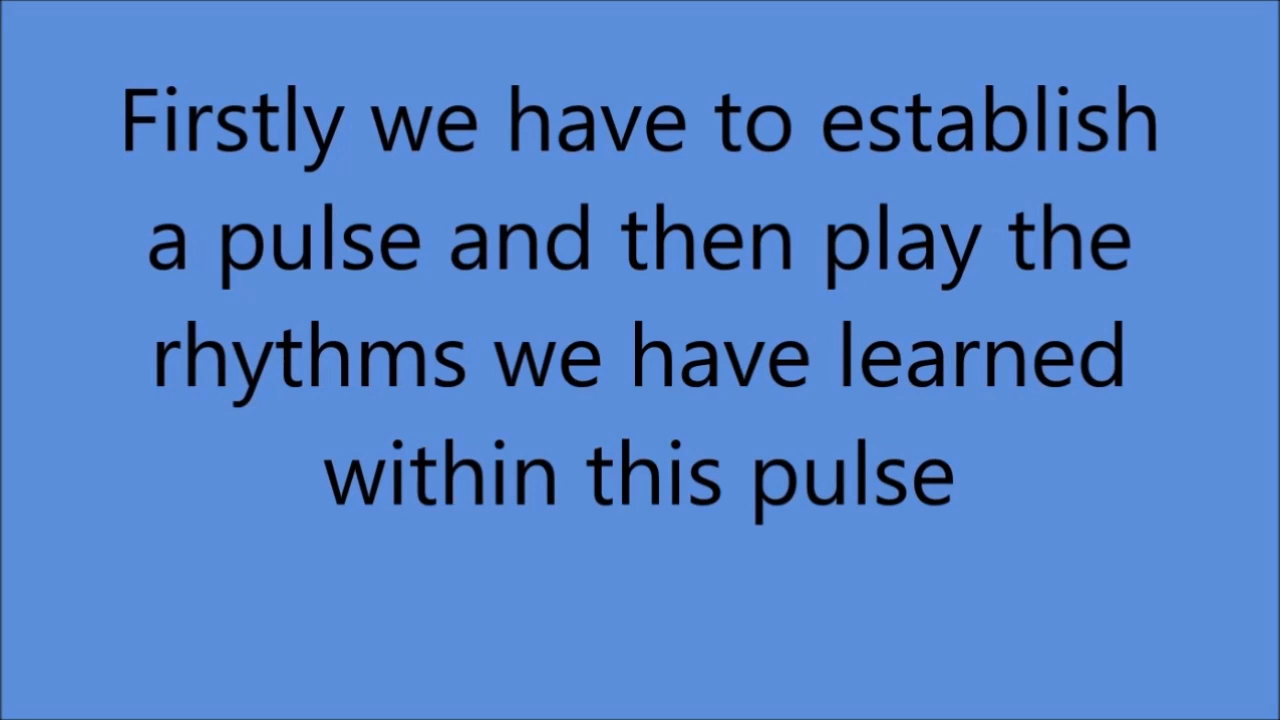 Firstly we have to establish
a pulse and then play the
rhythms we have learned
within this pulse